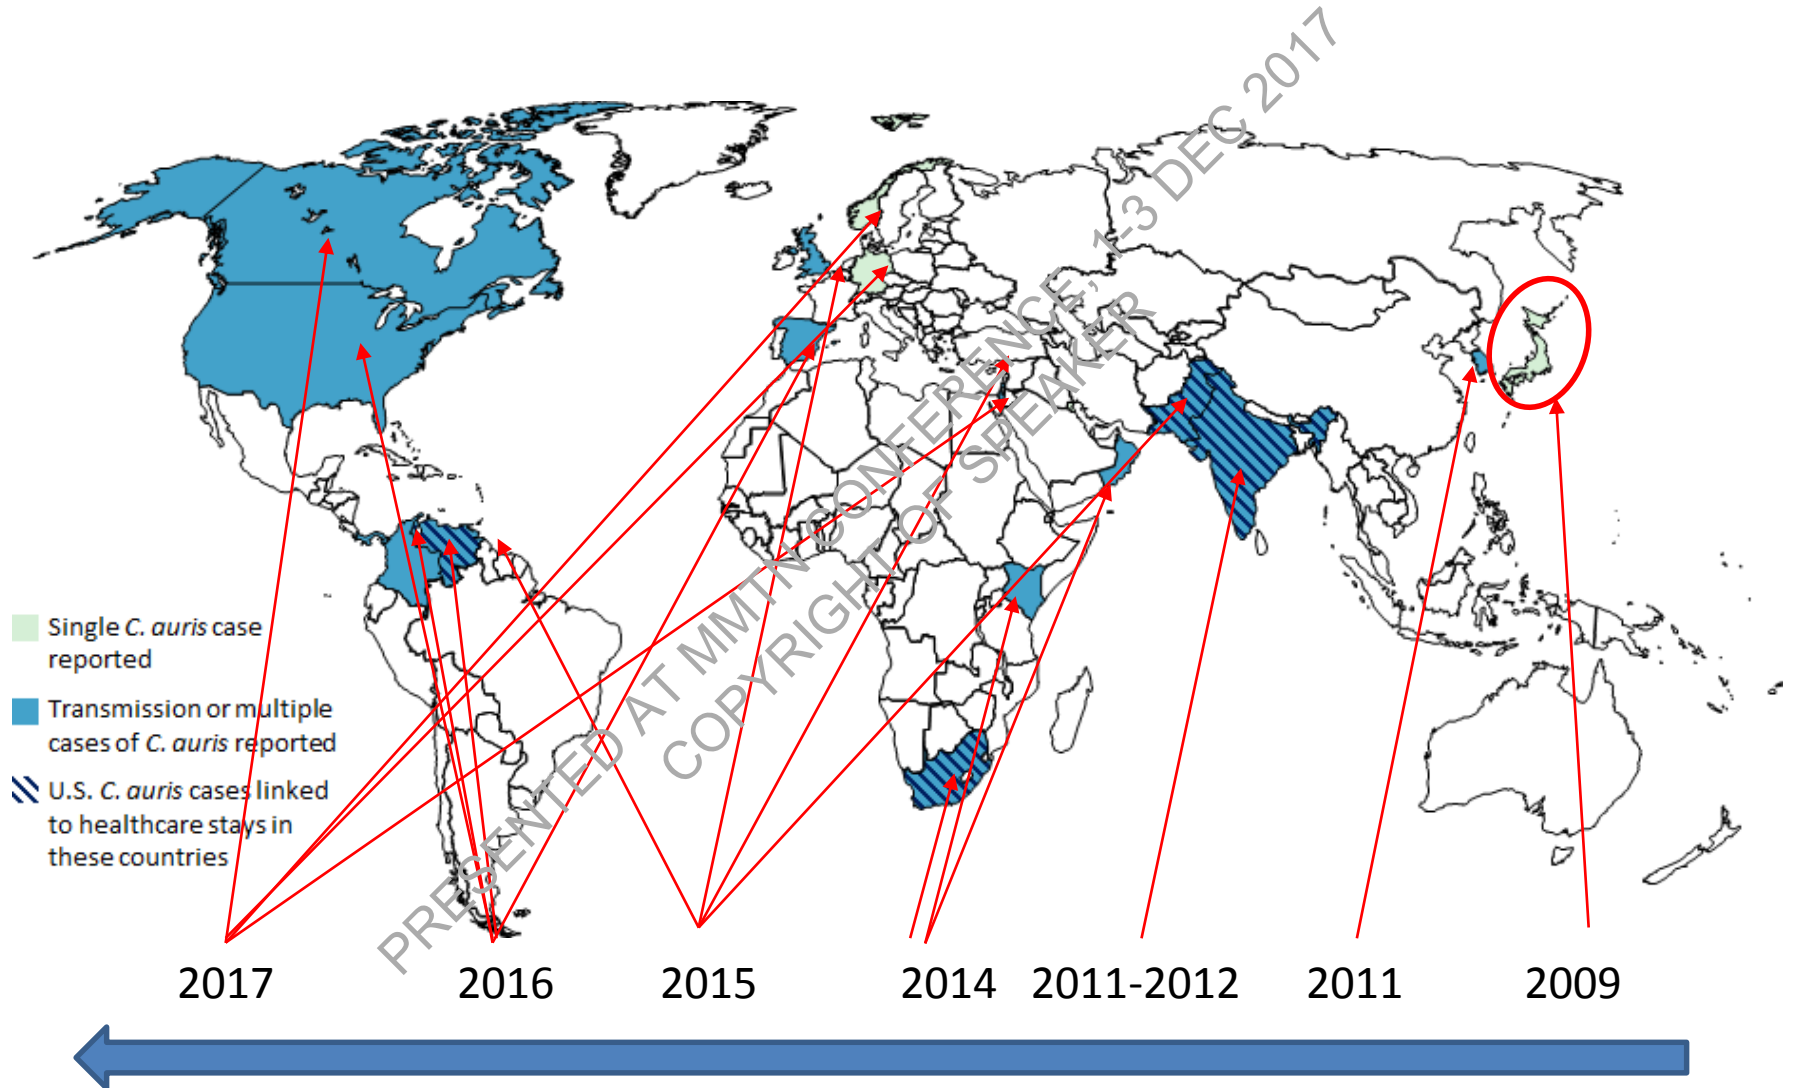 PRESENTED AT MMTN CONFERENCE, 1-3 DEC 2017
COPYRIGHT OF SPEAKER
Single C. auris case
reported
Transmission or multiple
cases of C. auris reported
U.S. C. auris cases linked
to healthcare stays in
these countries
2017 2016 2015 2014 2011-2012 2011 2009